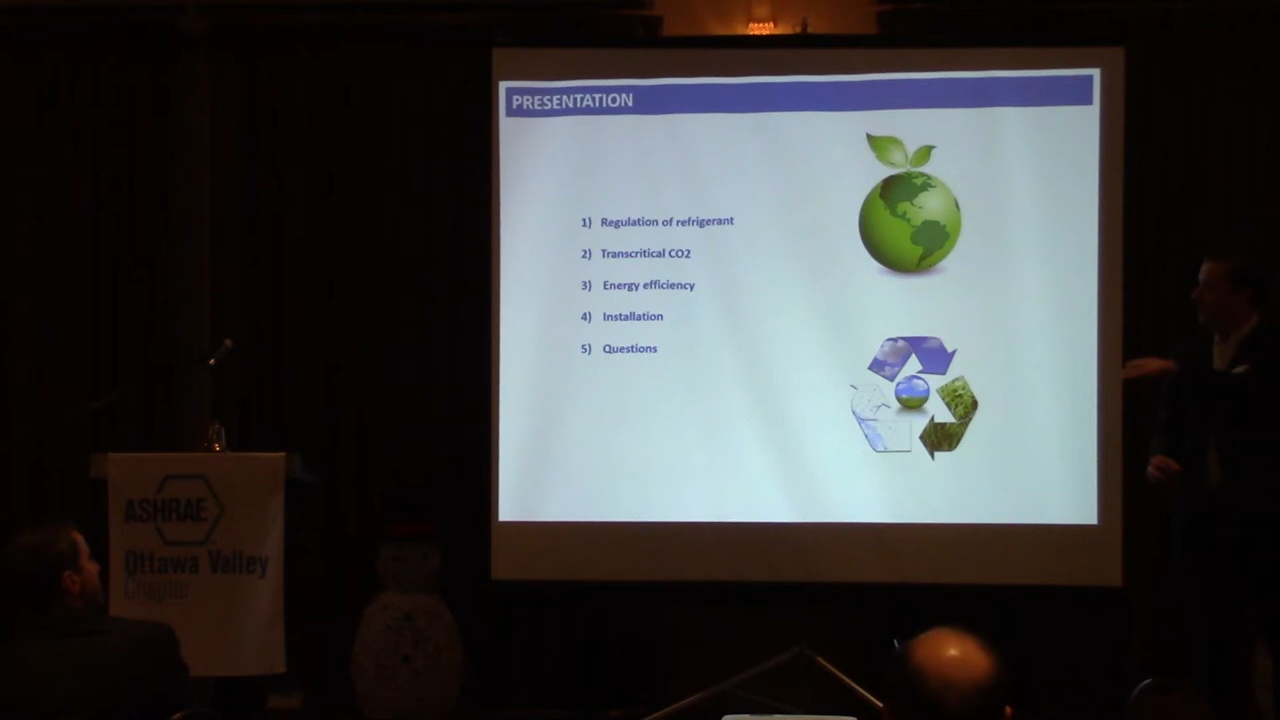 PRESENTATION
1) Regulation of refrigerant
2) Transcritical CO2
3) Energy efficiency
4) Installation
5) Questions
ASHRAE
Ottawa Valley
Chapter